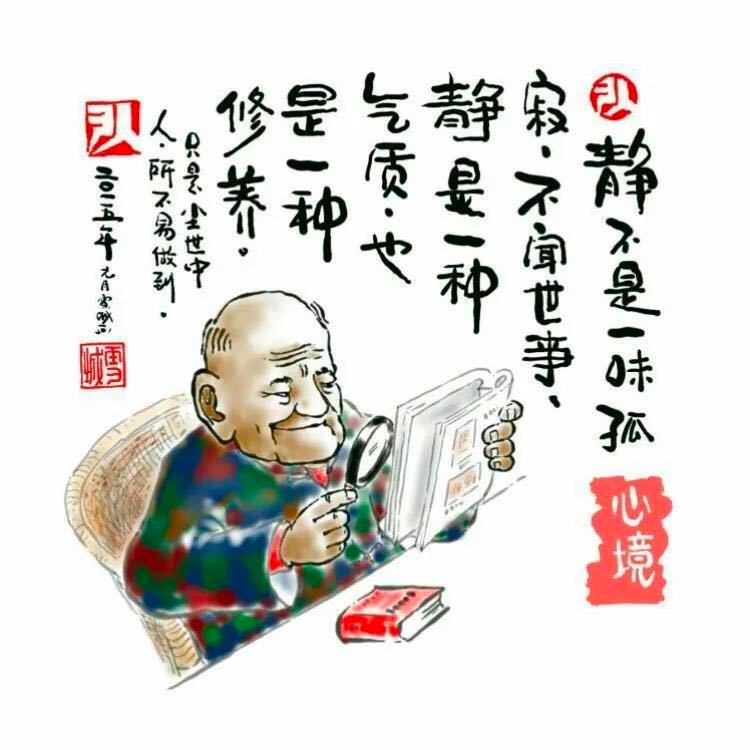 静不是一味孤
寂、不闻世事、
静是一种
气质·也
是一种
修养。
只是尘世中
人·所不易做到.
二〇一五年
心境